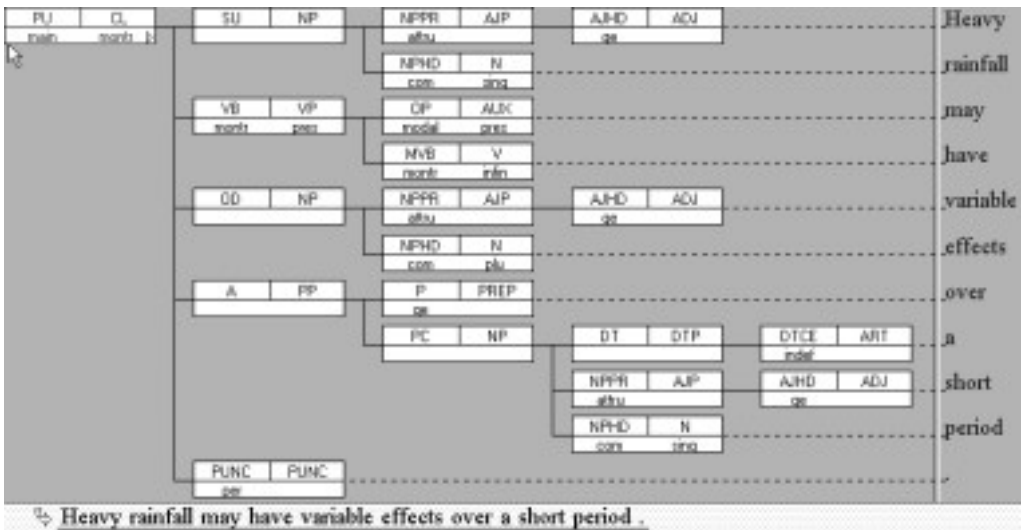 PU CL SU NP NPPR AJP AJHD ADJ Heavy
main montr attru ge
NPHD N rainfall
com sing
VB VP OP AUX may
montr pres modal pres
MVB V have
montr infin
OD NP NPPR AJP AJHD ADJ variable
attru ge
NPHD N effects
com plu
A PP P PREP over
ge
PC NP DT DTP DTCE ART a
indef
NPPR AJP AJHD ADJ short
attru ge
NPHD N period
com sing
PUNC PUNC .
per
Heavy rainfall may have variable effects over a short period .